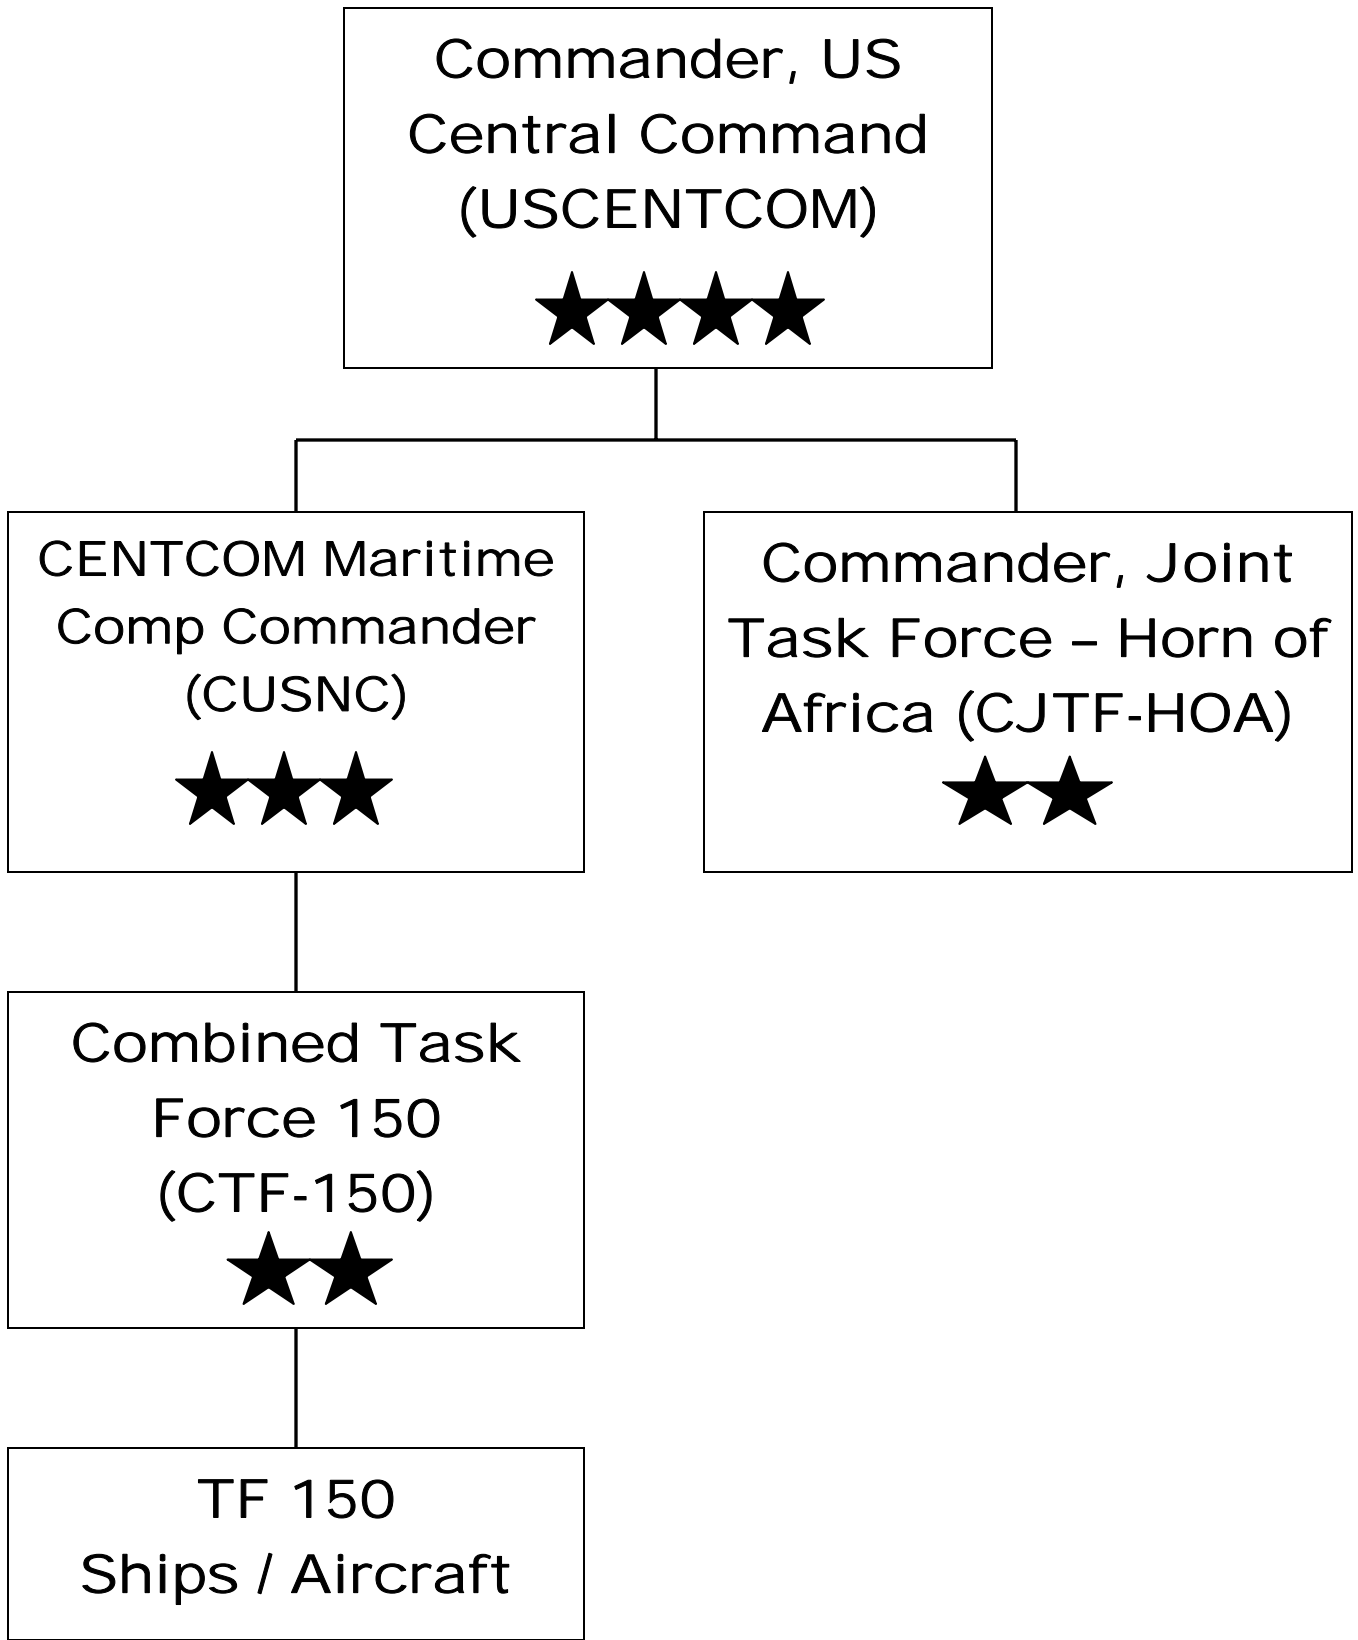 Commander, US
Central Command
(USCENTCOM)
CENTCOM Maritime
Comp Commander
(CUSNC)
Commander, Joint
Task Force – Horn of
Africa (CJTF-HOA)
Combined Task
Force 150
(CTF-150)
TF 150
Ships / Aircraft